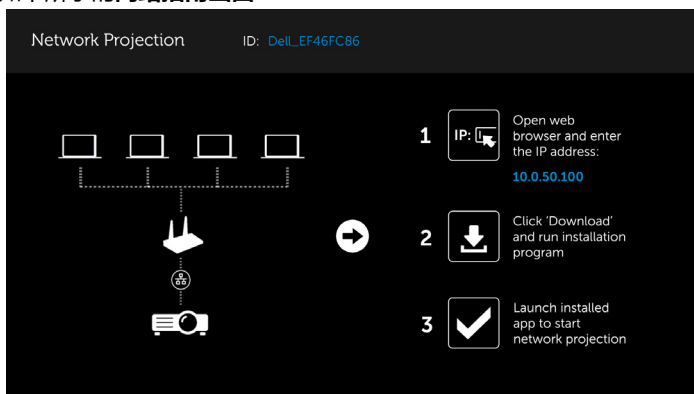 Network Projection
ID: Dell_EF46FC86
1
IP:
Open web
browser and enter
the IP address:
10.0.50.100
2
Click ‘Download’
and run installation
program
3
Launch installed
app to start
network projection